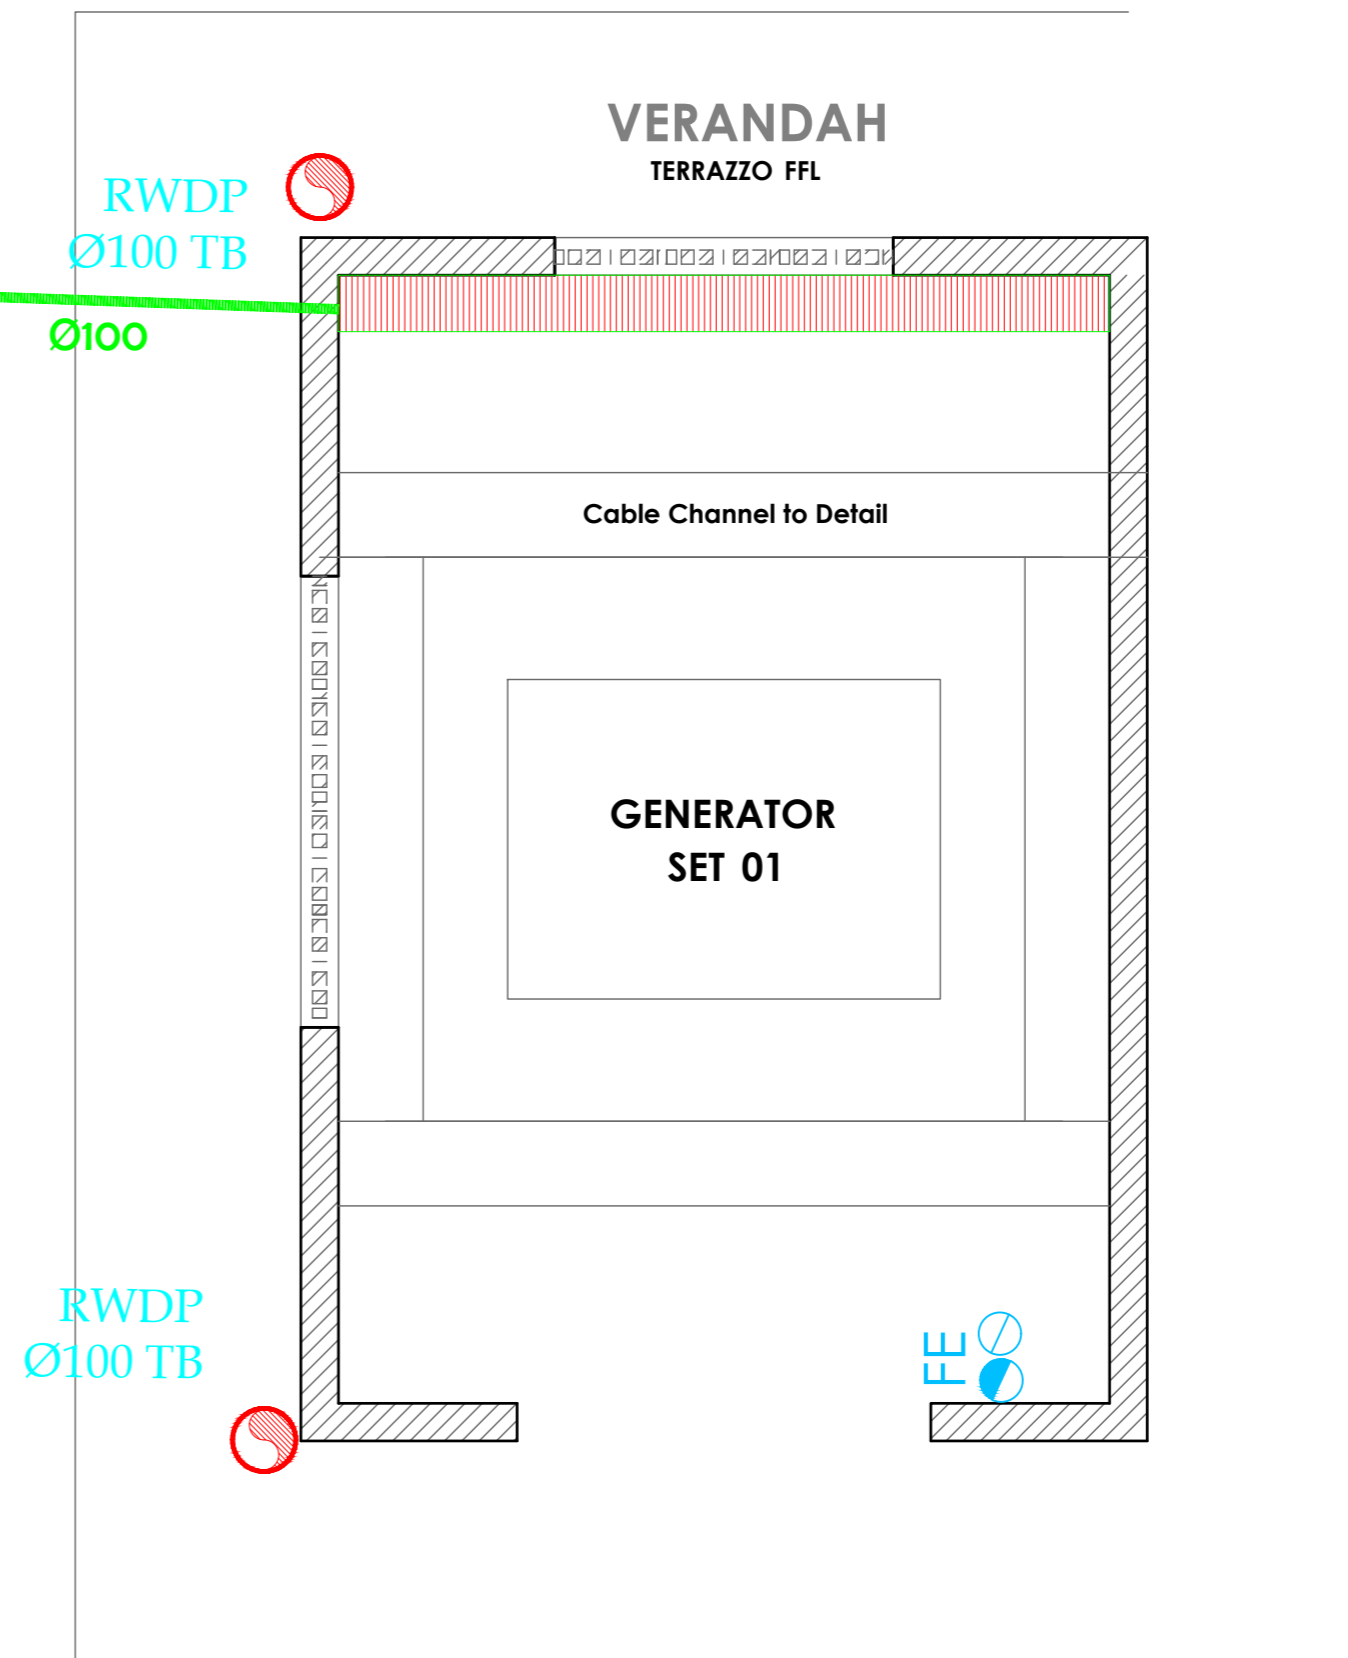 VERANDAH
TERRAZZO FFL
RWDP
Ø100 TB
Ø100
Cable Channel to Detail
GENERATOR
SET 01
RWDP
Ø100 TB
FE